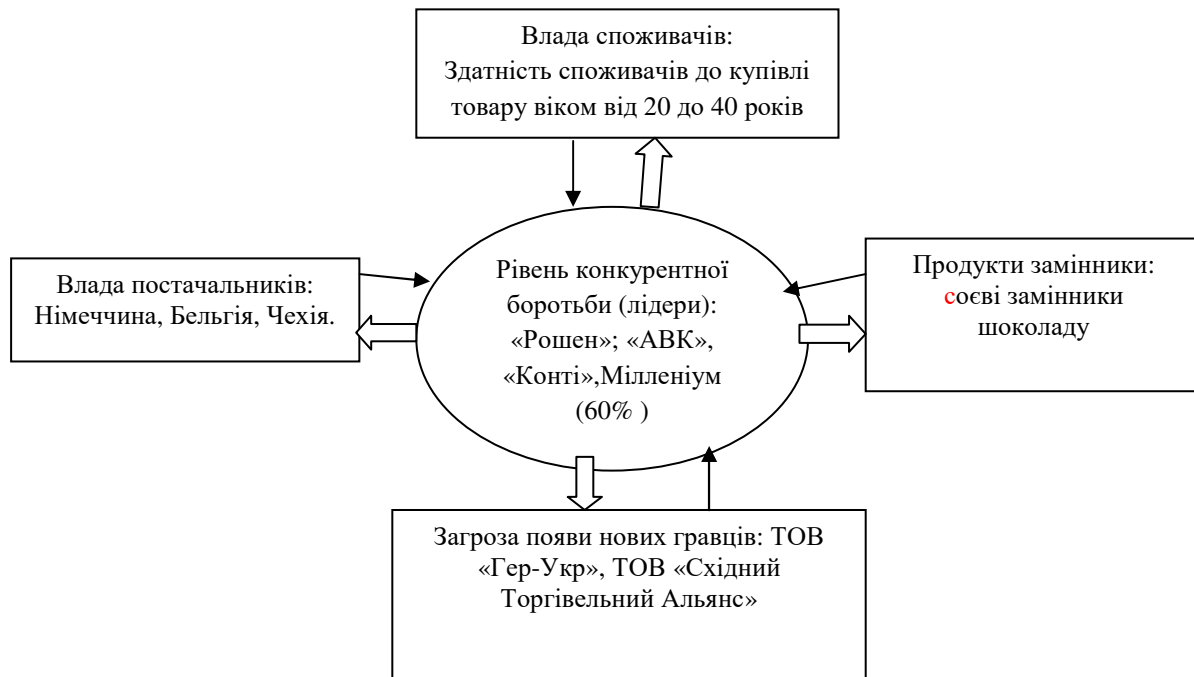 Влада споживачів:
Здатність споживачів до купівлі
товару віком від 20 до 40 років
Влада постачальників:
Німеччина, Бельгія, Чехія.
Рівень конкурентної
боротьби (лідери):
«Рошен»; «АВК»,
«Конті»,Мілленіум
(60% )
Продукти замінники:
соєві замінники
шоколаду
Загроза появи нових гравців: ТОВ
«Гер-Укр», ТОВ «Східний
Торгівельний Альянс»